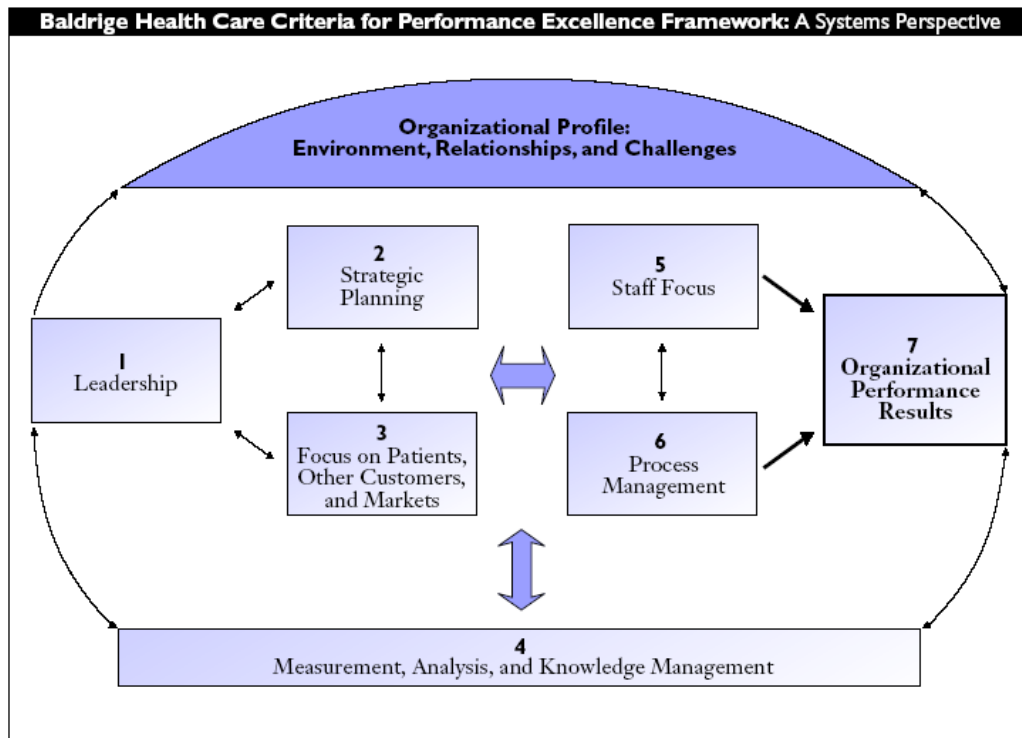 Baldrige Health Care Criteria for Performance Excellence Framework: A Systems Perspective
Organizational Profile:
Environment, Relationships, and Challenges
2
Strategic
Planning
5
Staff Focus
1
Leadership
7
Organizational
Performance
Results
3
Focus on Patients,
Other Customers,
and Markets
6
Process
Management
4
Measurement, Analysis, and Knowledge Management